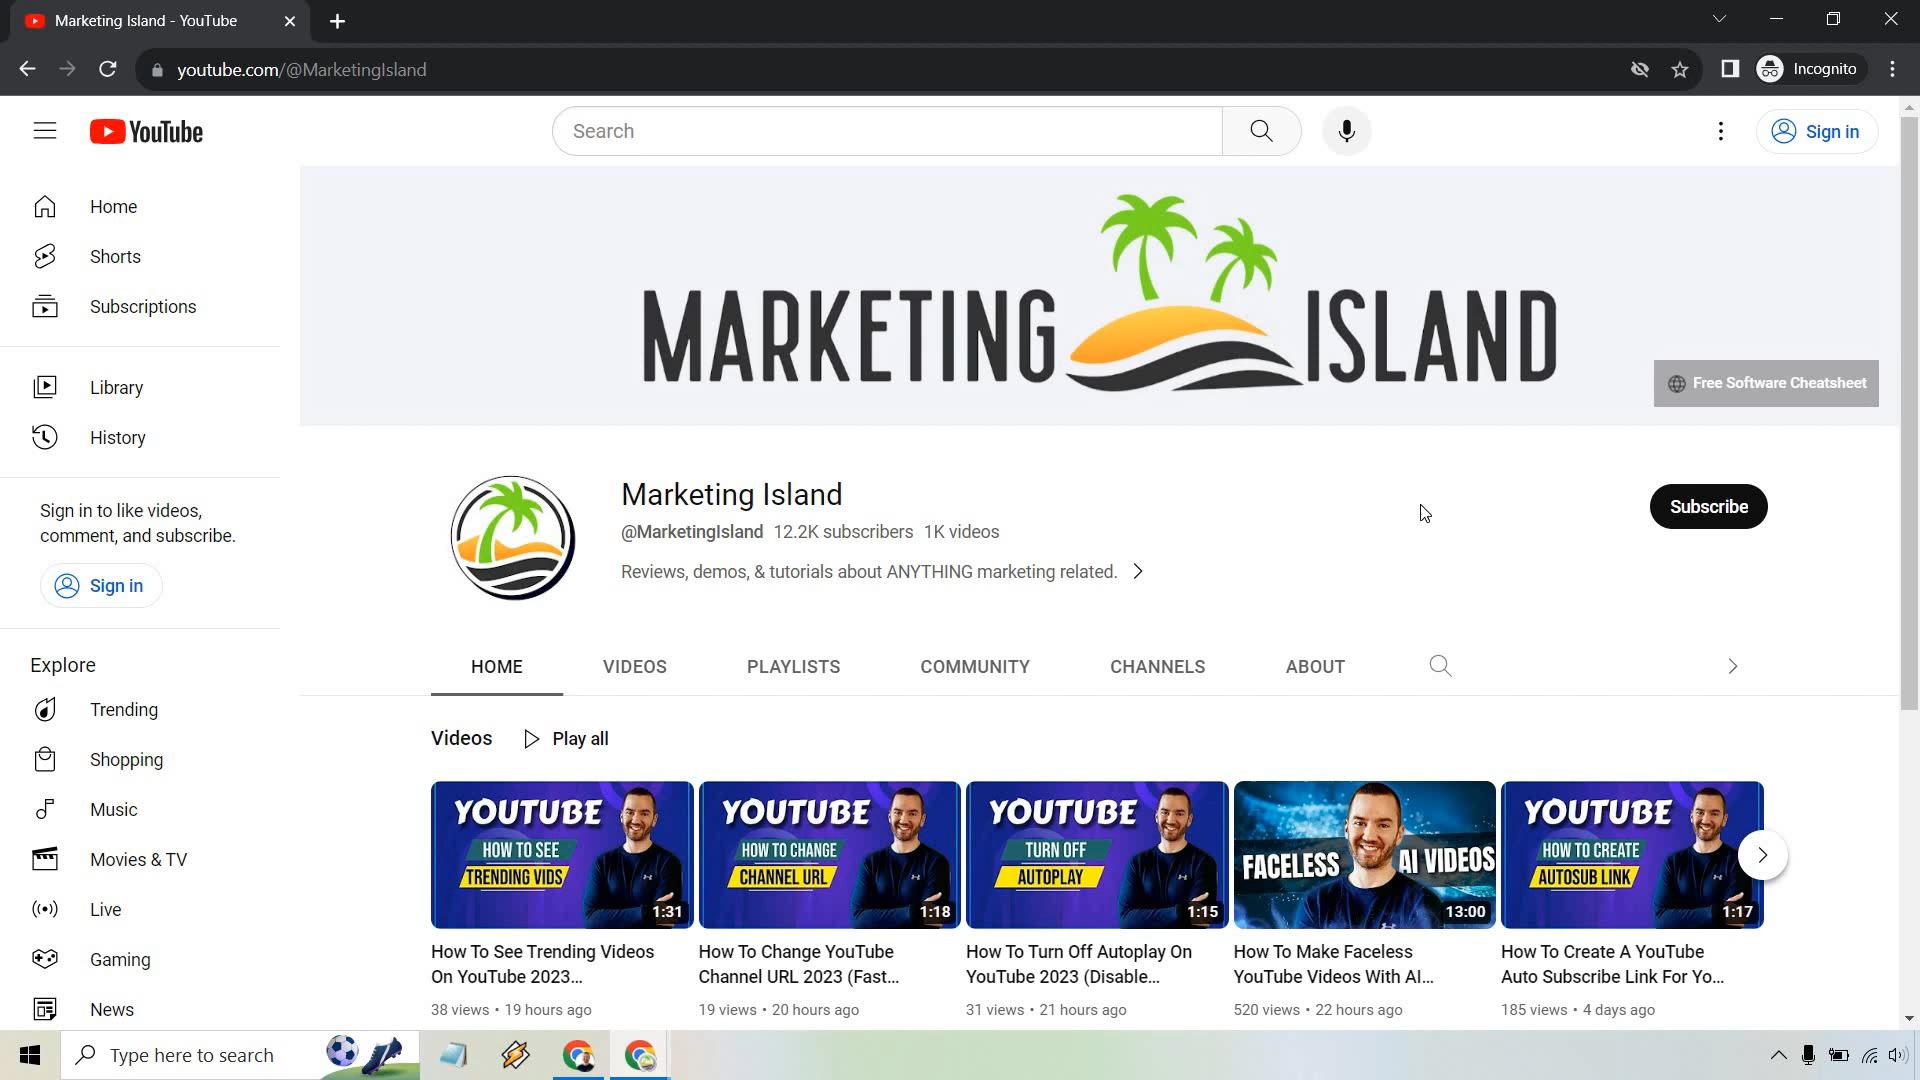 Marketing Island - YouTube
youtube.com/@MarketingIsland
Incognito
YouTube
Search
Sign in
Home
Shorts
Subscriptions
Library
History
Sign in to like videos,
comment, and subscribe.
Sign in
Explore
Trending
Shopping
Music
Movies & TV
Live
Gaming
News
MARKETING ISLAND
Free Software Cheatsheet
Marketing Island
@MarketingIsland 12.2K subscribers 1K videos
Reviews, demos, & tutorials about ANYTHING marketing related.
Subscribe
HOME VIDEOS PLAYLISTS COMMUNITY CHANNELS ABOUT
Videos Play all
YOUTUBE
HOW TO SEE
TRENDING VIDS
1:31
How To See Trending Videos
On YouTube 2023...
38 views • 19 hours ago
YOUTUBE
HOW TO CHANGE
CHANNEL URL
1:18
How To Change YouTube
Channel URL 2023 (Fast...
19 views • 20 hours ago
YOUTUBE
TURN OFF
AUTOPLAY
1:15
How To Turn Off Autoplay On
YouTube 2023 (Disable...
31 views • 21 hours ago
FACELESS AI VIDEOS
13:00
How To Make Faceless
YouTube Videos With AI...
520 views • 22 hours ago
YOUTUBE
HOW TO CREATE
AUTOSUB LINK
1:17
How To Create A YouTube
Auto Subscribe Link For Yo...
185 views • 4 days ago
Type here to search